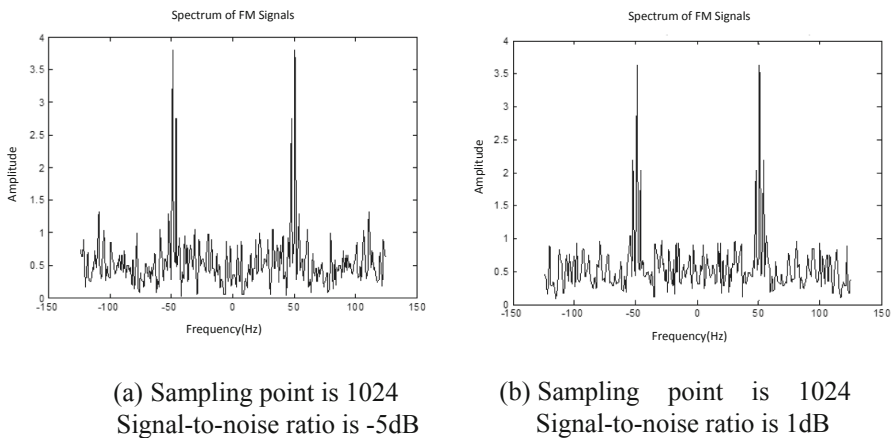 Spectrum of FM Signals
4
3.5
3
2.5
2
1.5
1
0.5
0
Amplitude
-150 -100 -50 0 50 100 150
Frequency(Hz)
(a) Sampling point is 1024
Signal-to-noise ratio is -5dB
Spectrum of FM Signals
4
3.5
3
2.5
2
1.5
1
0.5
0
Amplitude
-150 -100 -50 0 50 100 150
Frequency(Hz)
(b) Sampling point is 1024
Signal-to-noise ratio is 1dB